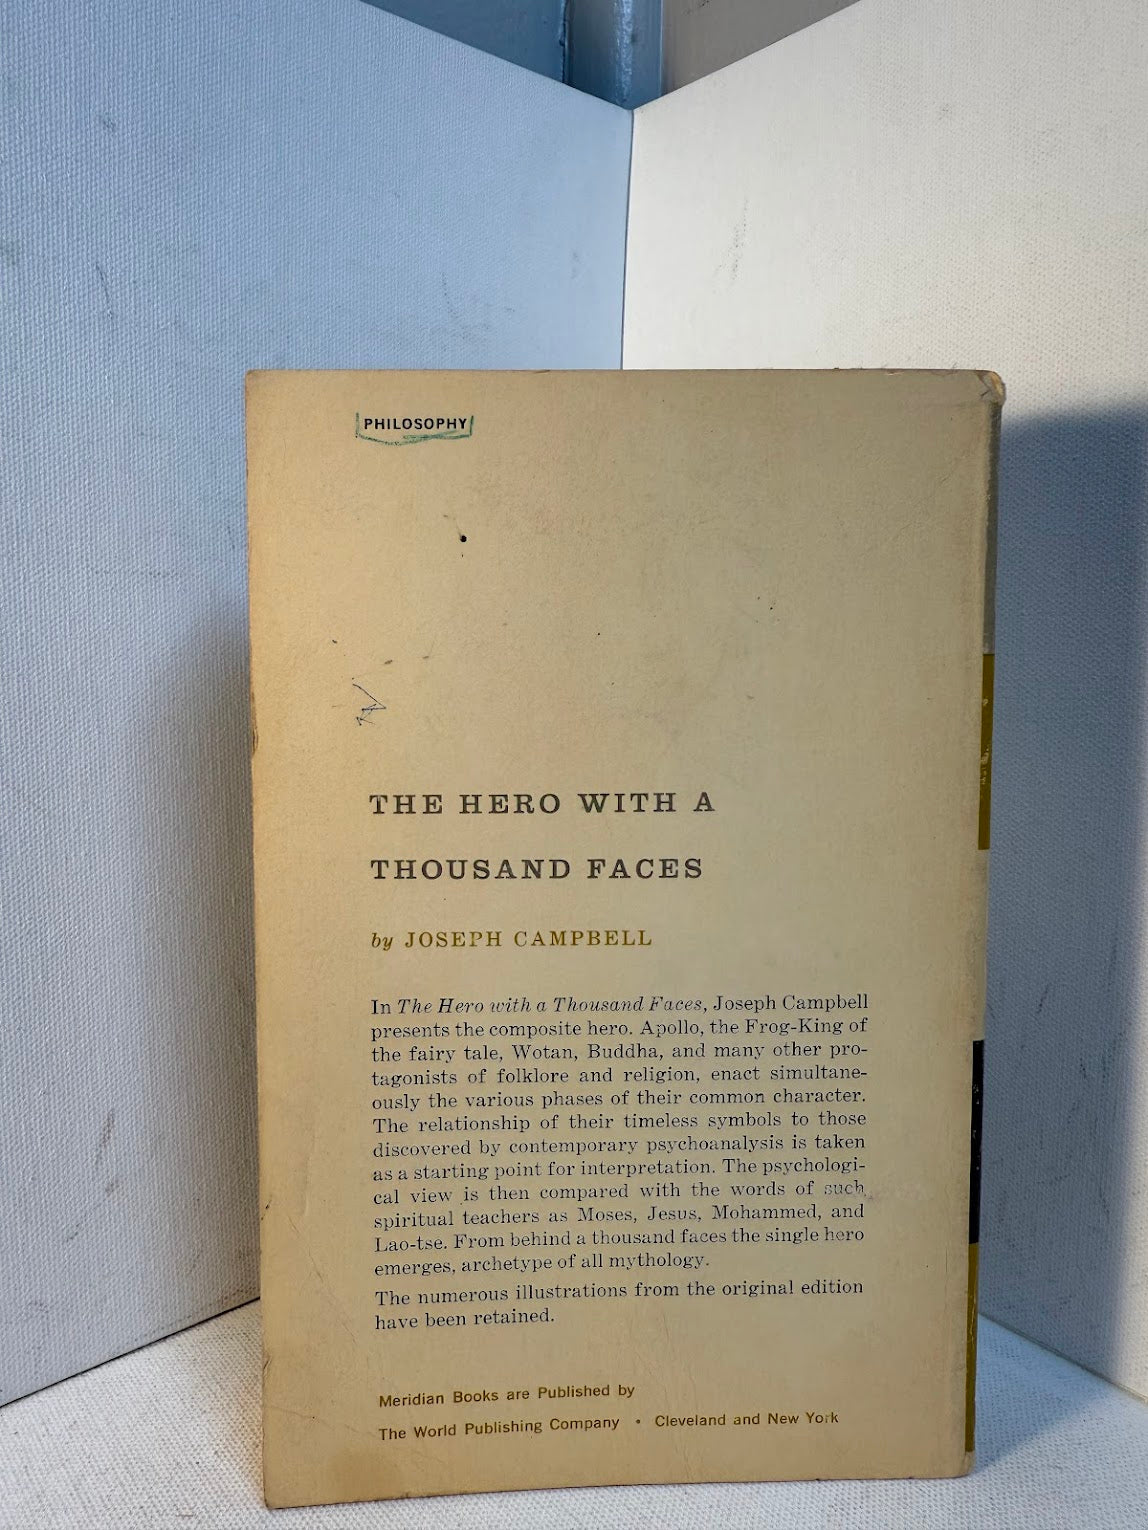 PHILOSOPHY
THE HERO WITH A
THOUSAND FACES
by JOSEPH CAMPBELL
In The Hero with a Thousand Faces, Joseph Campbell
presents the composite hero. Apollo, the Frog-King of
the fairy tale, Wotan, Buddha, and many other pro-
tagonists of folklore and religion, enact simultane-
ously the various phases of their common character.
The relationship of their timeless symbols to those
discovered by contemporary psychoanalysis is taken
as a starting point for interpretation. The psychologi-
cal view is then compared with the words of such
spiritual teachers as Moses, Jesus, Mohammed, and
Lao-tse. From behind a thousand faces the single hero
emerges, archetype of all mythology.
The numerous illustrations from the original edition
have been retained.
Meridian Books are Published by
The World Publishing Company • Cleveland and New York